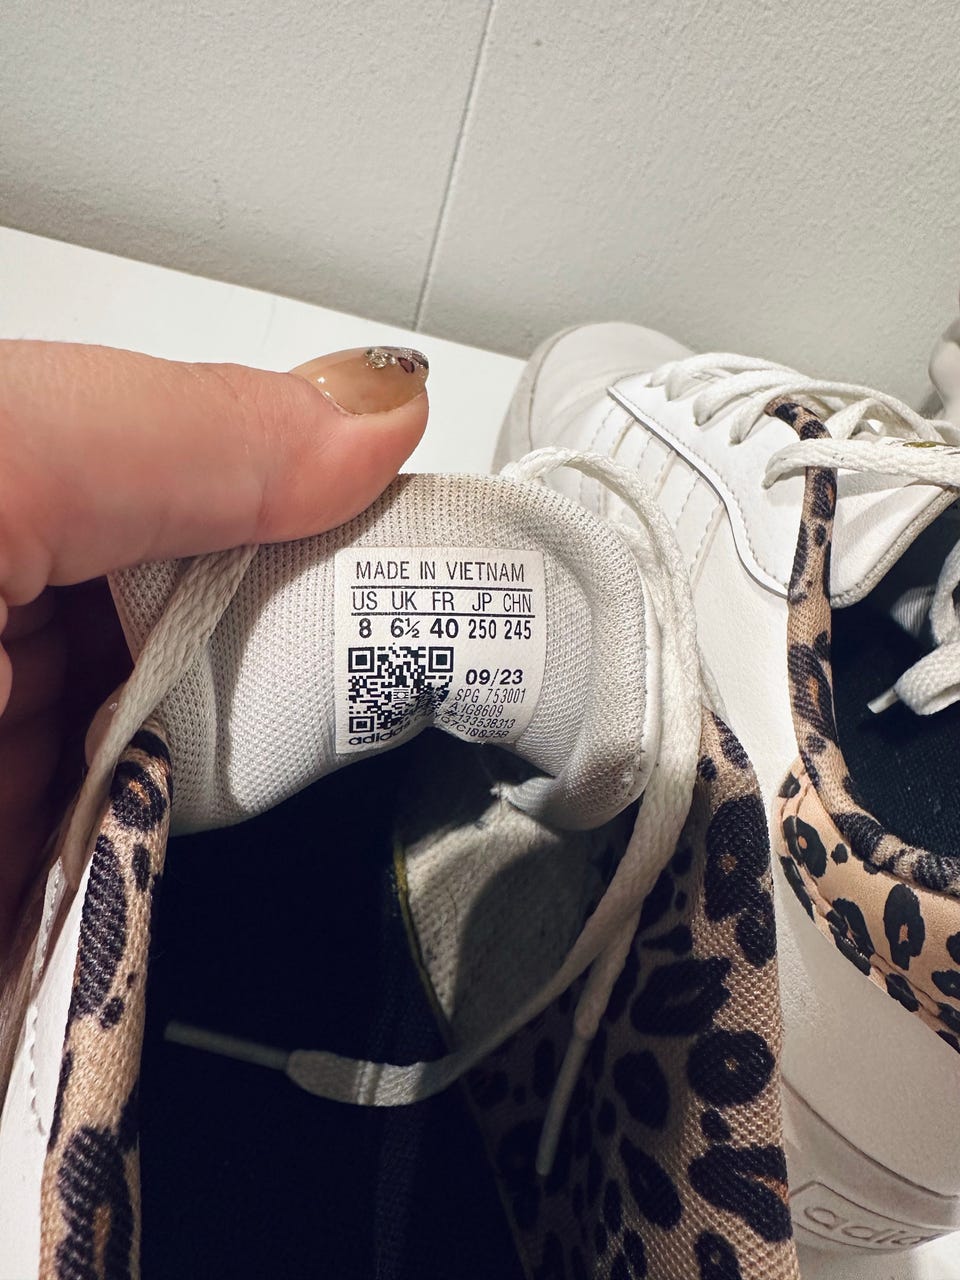 MADE IN VIETNAM
US UK FR JP CHN
8 6½ 40 250 245
09/23
SPG 753001
adidas
adidas